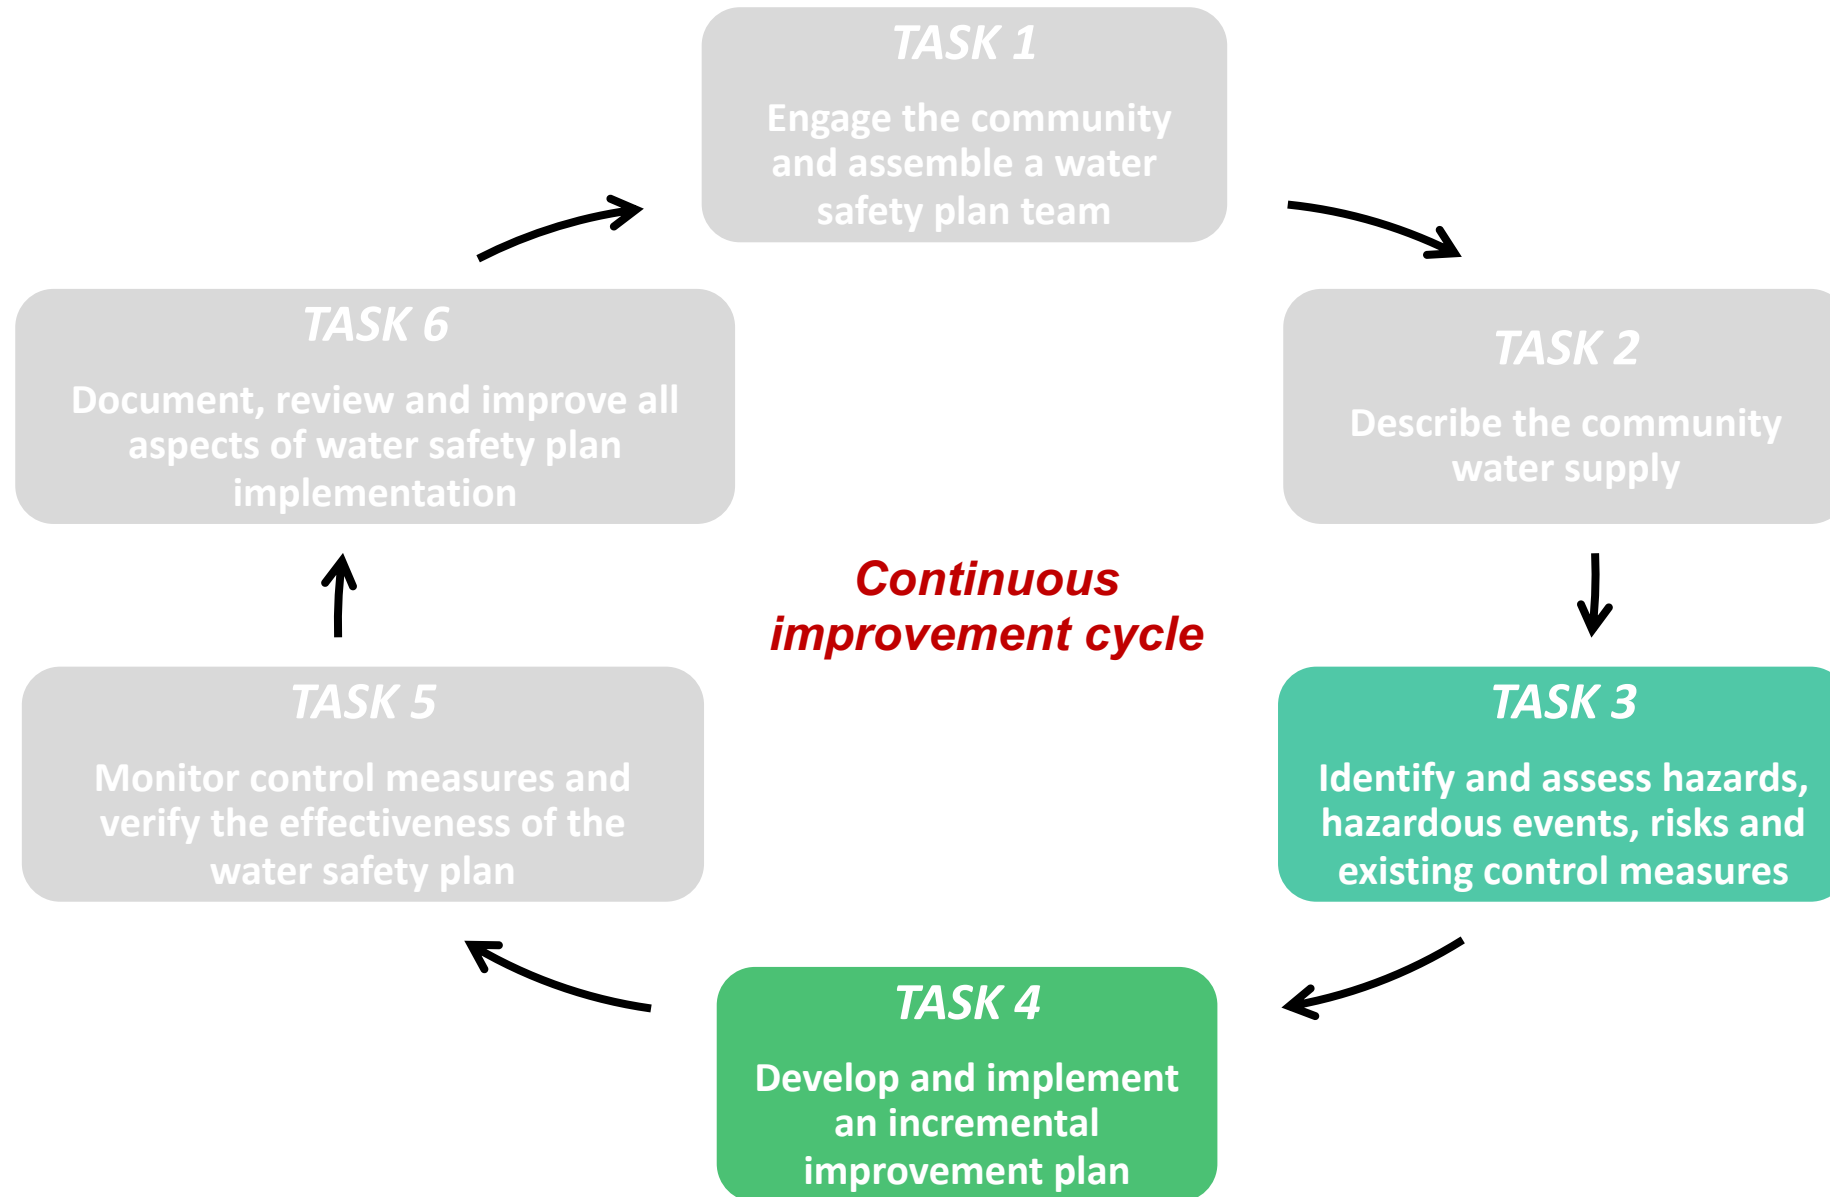 TASK 1
Engage the community
and assemble a water
safety plan team
TASK 2
Describe the community
water supply
TASK 3
Identify and assess hazards,
hazardous events, risks and
existing control measures
TASK 4
Develop and implement
an incremental
improvement plan
TASK 5
Monitor control measures and
verify the effectiveness of the
water safety plan
TASK 6
Document, review and improve all
aspects of water safety plan
implementation
Continuous
improvement cycle